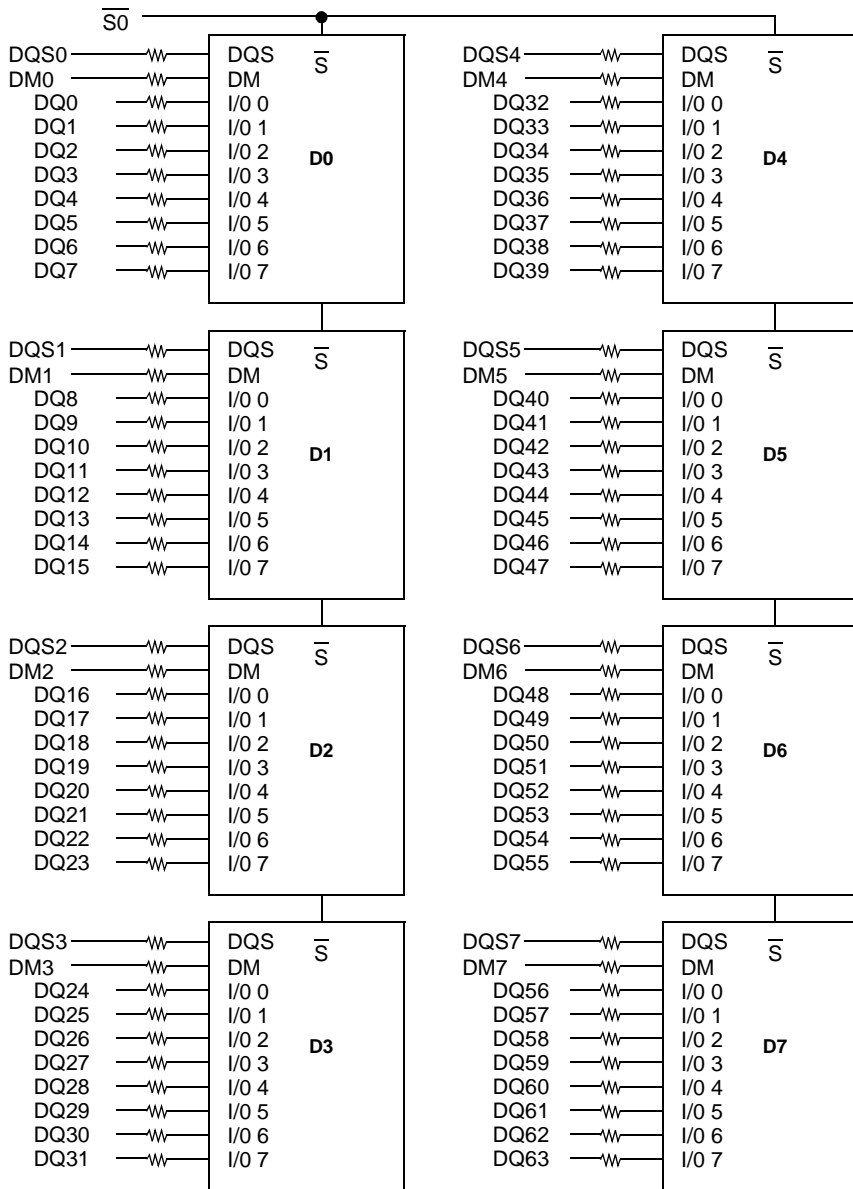 S0
DQS0
DM0
DQ0
DQ1
DQ2
DQ3
DQ4
DQ5
DQ6
DQ7
DQS S
DM
I/0 0
I/0 1
I/0 2
I/0 3
I/0 4
I/0 5
I/0 6
I/0 7
D0
DQS4
DM4
DQ32
DQ33
DQ34
DQ35
DQ36
DQ37
DQ38
DQ39
DQS S
DM
I/0 0
I/0 1
I/0 2
I/0 3
I/0 4
I/0 5
I/0 6
I/0 7
D4
DQS1
DM1
DQ8
DQ9
DQ10
DQ11
DQ12
DQ13
DQ14
DQ15
DQS S
DM
I/0 0
I/0 1
I/0 2
I/0 3
I/0 4
I/0 5
I/0 6
I/0 7
D1
DQS5
DM5
DQ40
DQ41
DQ42
DQ43
DQ44
DQ45
DQ46
DQ47
DQS S
DM
I/0 0
I/0 1
I/0 2
I/0 3
I/0 4
I/0 5
I/0 6
I/0 7
D5
DQS2
DM2
DQ16
DQ17
DQ18
DQ19
DQ20
DQ21
DQ22
DQ23
DQS S
DM
I/0 0
I/0 1
I/0 2
I/0 3
I/0 4
I/0 5
I/0 6
I/0 7
D2
DQS6
DM6
DQ48
DQ49
DQ50
DQ51
DQ52
DQ53
DQ54
DQ55
DQS S
DM
I/0 0
I/0 1
I/0 2
I/0 3
I/0 4
I/0 5
I/0 6
I/0 7
D6
DQS3
DM3
DQ24
DQ25
DQ26
DQ27
DQ28
DQ29
DQ30
DQ31
DQS S
DM
I/0 0
I/0 1
I/0 2
I/0 3
I/0 4
I/0 5
I/0 6
I/0 7
D3
DQS7
DM7
DQ56
DQ57
DQ58
DQ59
DQ60
DQ61
DQ62
DQ63
DQS S
DM
I/0 0
I/0 1
I/0 2
I/0 3
I/0 4
I/0 5
I/0 6
I/0 7
D7